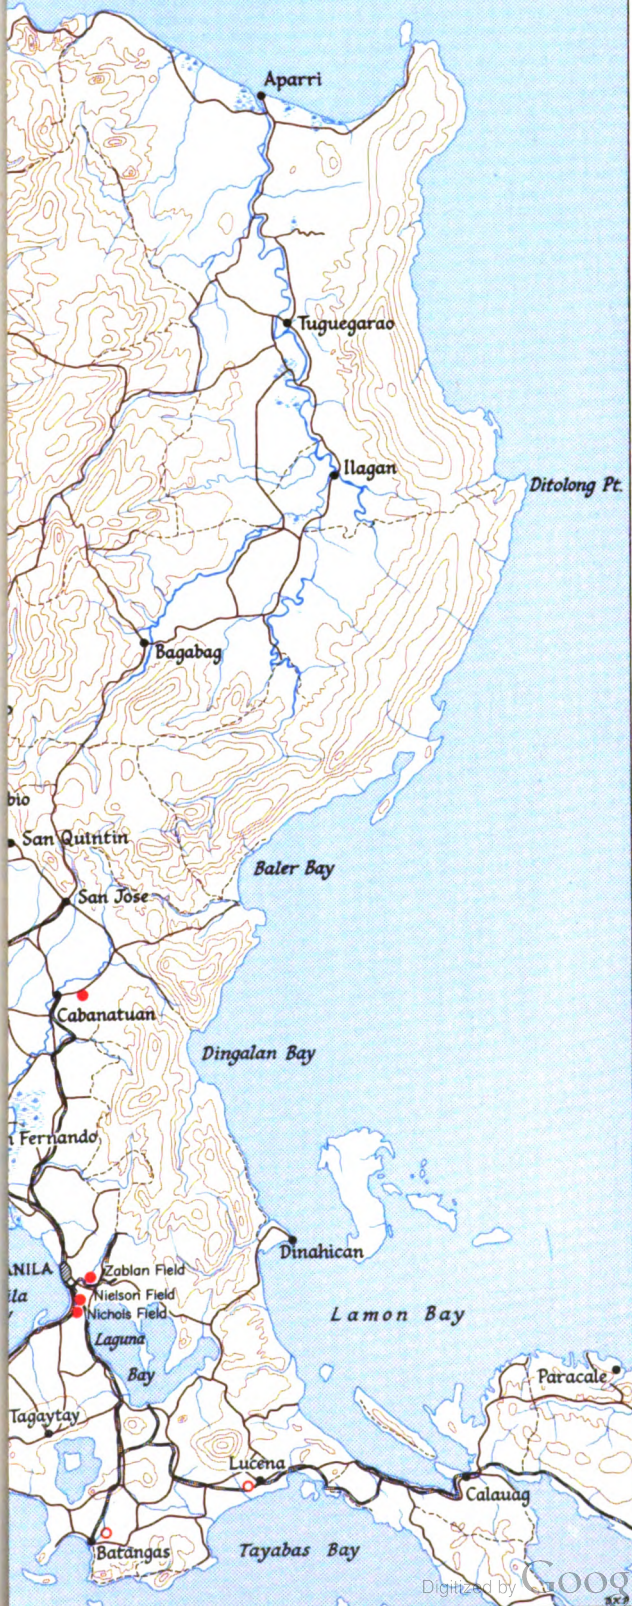 Aparri
Tuguegarao
Ilagan
Ditolong Pt.
Bagabag
bio
San Quintin
Baler Bay
San Jose
Cabanatuan
Dingalan Bay
n Fernando
Dinahican
ANILA
Zablan Field
ila
Nielson Field
Nichols Field
Lamon Bay
Laguna
Bay
Paracale
Tagaytay
Lucena
Calauag
Batangas
Tayabas Bay
Digitized by Goog